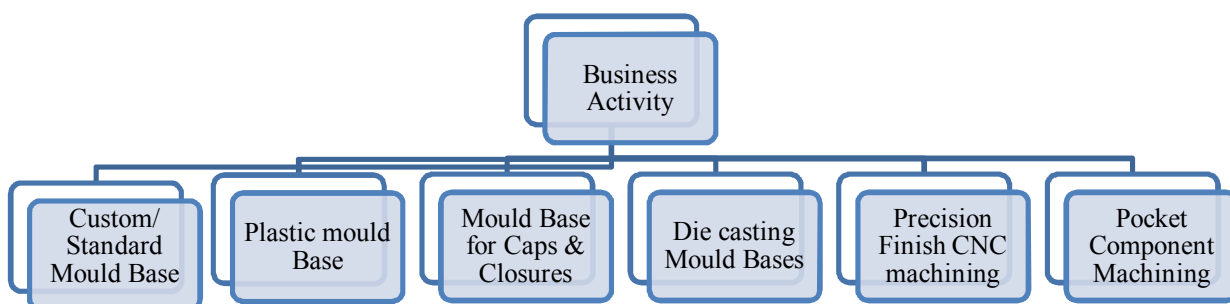 Business
Activity
Custom/
Standard
Mould Base
Plastic mould
Base
Mould Base
for Caps &
Closures
Die casting
Mould Bases
Precision
Finish CNC
machining
Pocket
Component
Machining